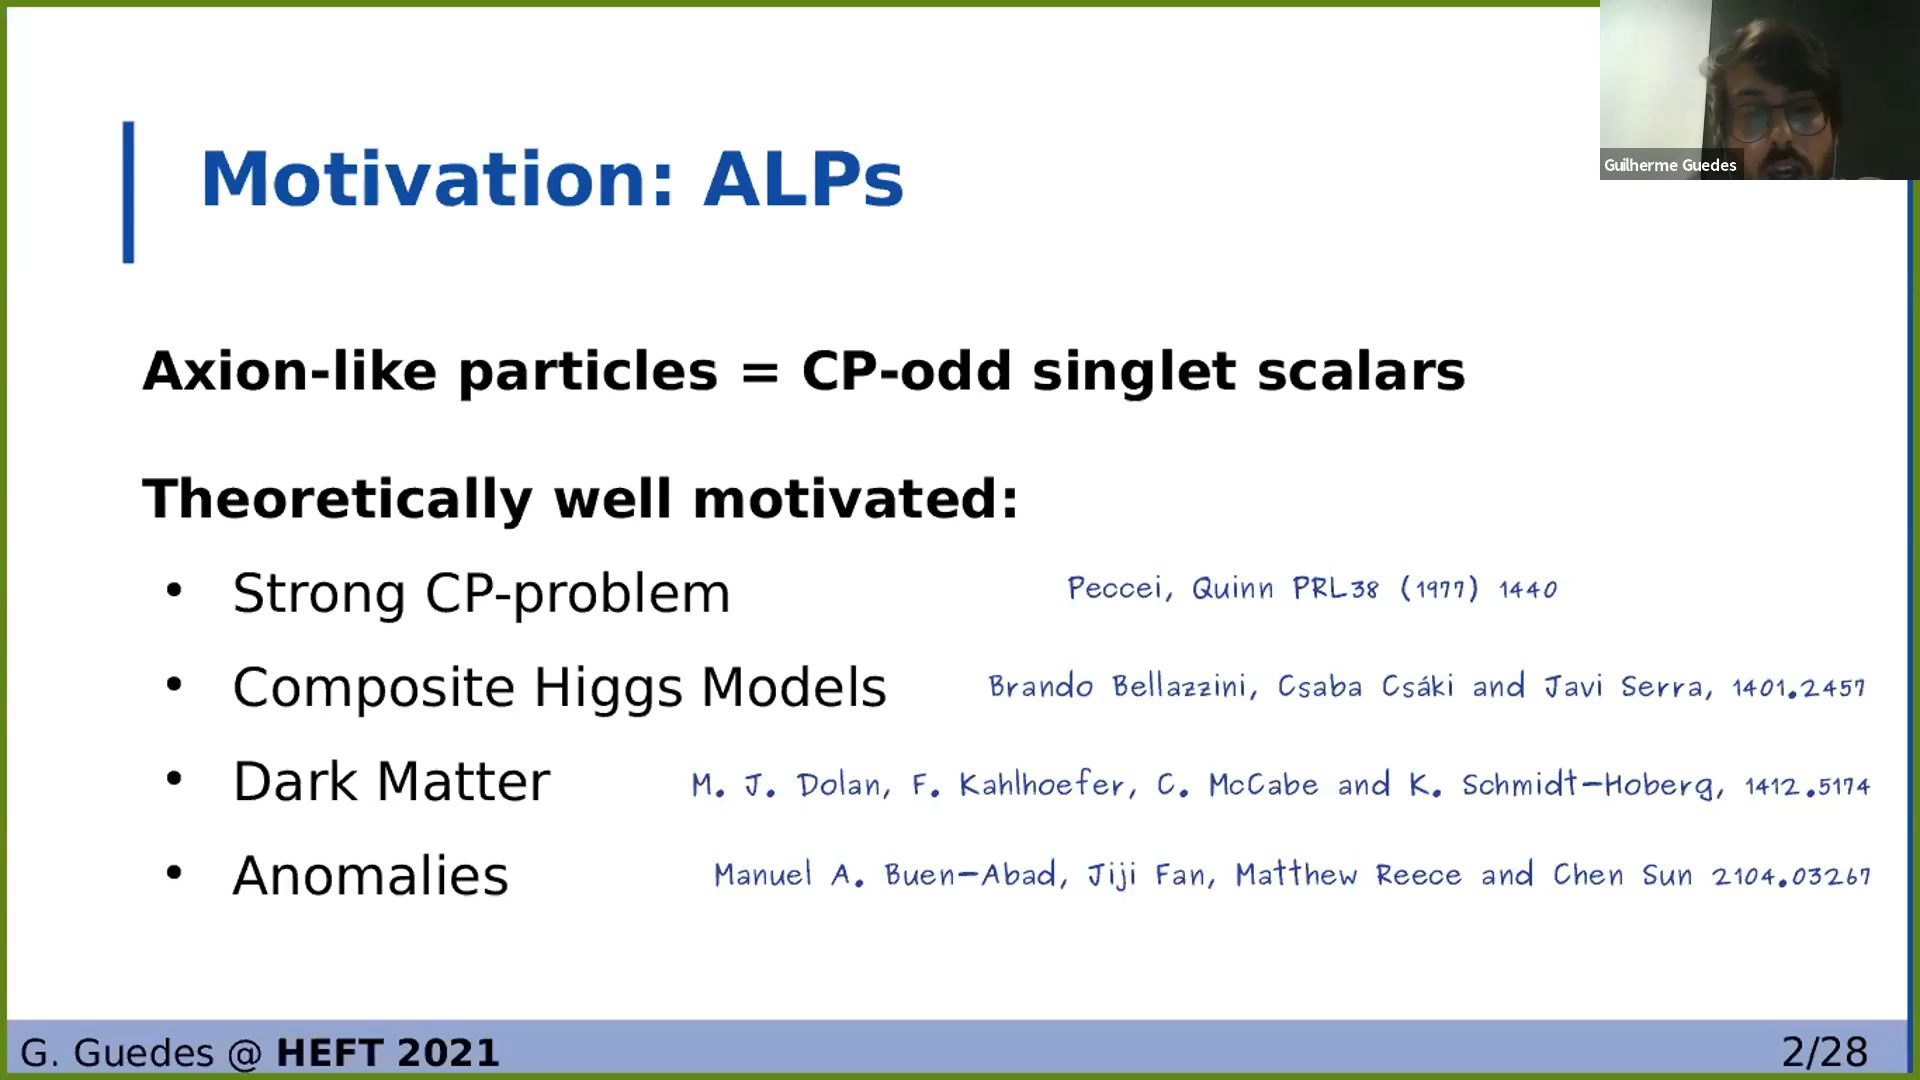 Guilherme Guedes
Motivation: ALPs
Axion-like particles = CP-odd singlet scalars
Theoretically well motivated:
• Strong CP-problem Peccei, Quinn PRL38 (1977) 1440
• Composite Higgs Models Brando Bellazzini, Csaba Csáki and Javi Serra, 1401.2457
• Dark Matter M. J. Dolan, F. Kahlhoefer, C. McCabe and K. Schmidt-Hoberg, 1412.5174
• Anomalies Manuel A. Buen-Abad, Jiji Fan, Matthew Reece and Chen Sun 2104.03267
G. Guedes @ HEFT 2021 2/28